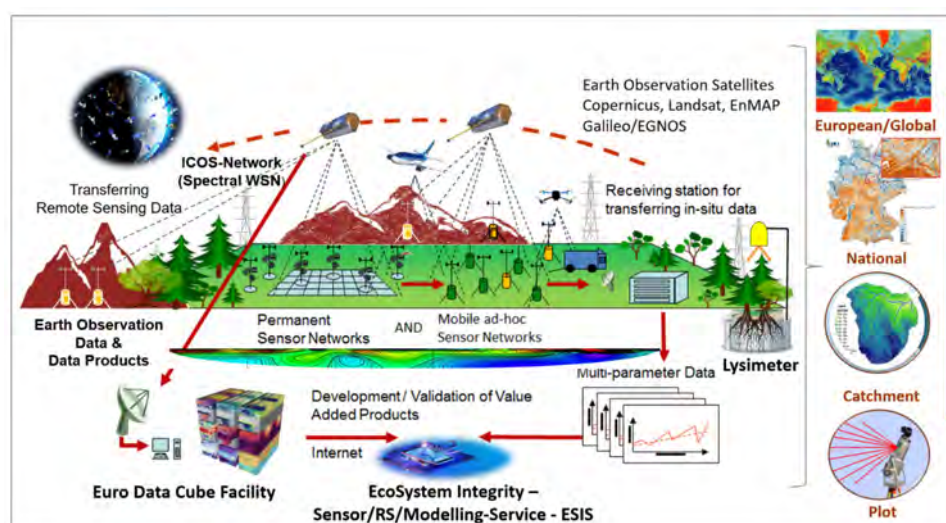 Earth Observation Satellites
Copernicus, Landsat, EnMAP
Galileo/EGNOS
European/Global
ICOS-Network
(Spectral WSN)
Transferring
Remote Sensing Data
Receiving station for
transferring in-situ data
National
Earth Observation
Data &
Data Products
Permanent
Sensor Networks
AND
Mobile ad-hoc
Sensor Networks
Lysimeter
Multi-parameter Data
Development/ Validation of Value
Added Products
Internet
Catchment
Euro Data Cube Facility
EcoSystem Integrity –
Sensor/RS/Modelling-Service - ESIS
Plot